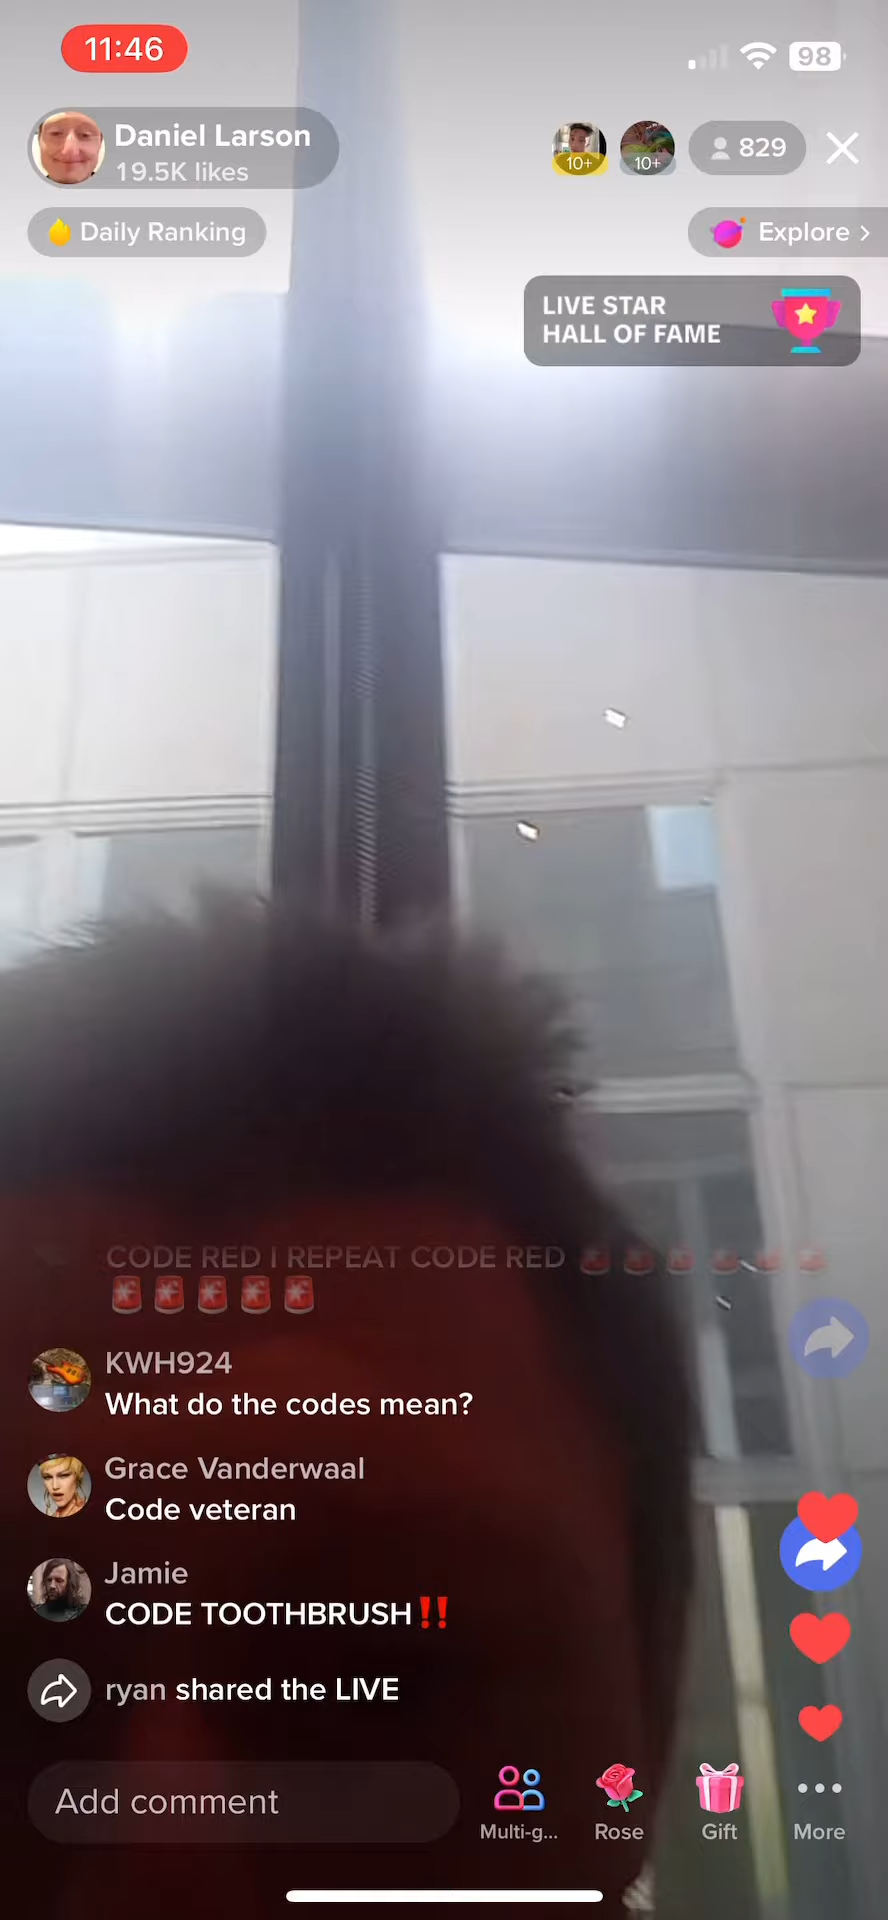 11:46
98
Daniel Larson
19.5K likes
10+
10+
829
Daily Ranking
Explore >
LIVE STAR
HALL OF FAME
CODE RED I REPEAT CODE RED 🚨🚨🚨🚨🚨🚨
🚨🚨🚨🚨🚨
KWH924
What do the codes mean?
Grace Vanderwaal
Code veteran
Jamie
CODE TOOTHBRUSH‼️
ryan shared the LIVE
Add comment
Multi-g...
Rose
Gift
More